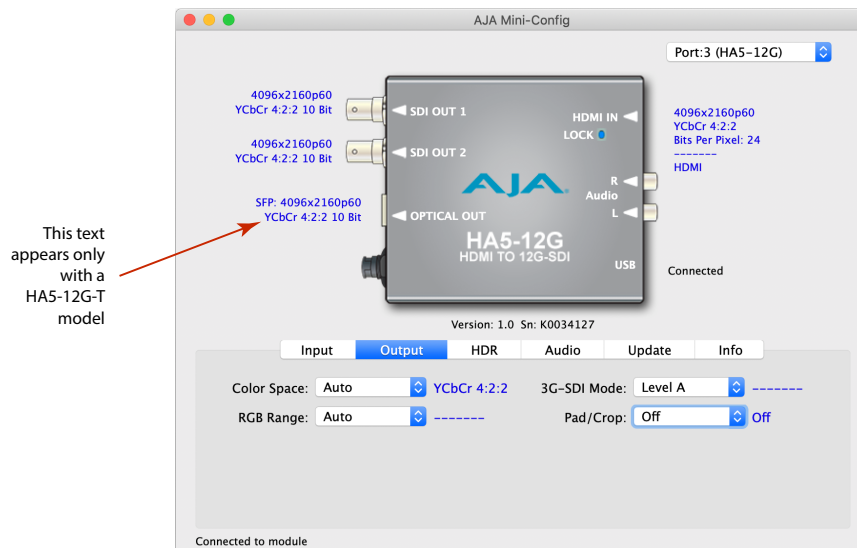 AJA Mini-Config
Port:3 (HA5-12G)
4096x2160p60
YCbCr 4:2:2 10 Bit
4096x2160p60
YCbCr 4:2:2 10 Bit
SFP: 4096x2160p60
YCbCr 4:2:2 10 Bit
SDI OUT 1
SDI OUT 2
OPTICAL OUT
HDMI IN
LOCK
AJA
R
Audio
L
HA5-12G
HDMI TO 12G-SDI
USB
4096x2160p60
YCbCr 4:2:2
Bits Per Pixel: 24
-------
HDMI
Connected
This text
appears only
with a
HA5-12G-T
model
Version: 1.0 Sn: K0034127
Input Output HDR Audio Update Info
Color Space: Auto YCbCr 4:2:2 3G-SDI Mode: Level A -------
RGB Range: Auto ------- Pad/Crop: Off Off
Connected to module